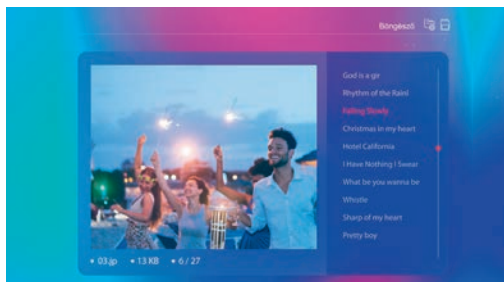 Böngésző
God is a gir
Rhythm of the Rainl
Falling Slowly
Christmas in my heart
Hotel California
I Have Nothing I Swear
What be you wanna be
Whistle
Sharp of my heart
Pretty boy
• 03.jp • 13 KB • 6 / 27